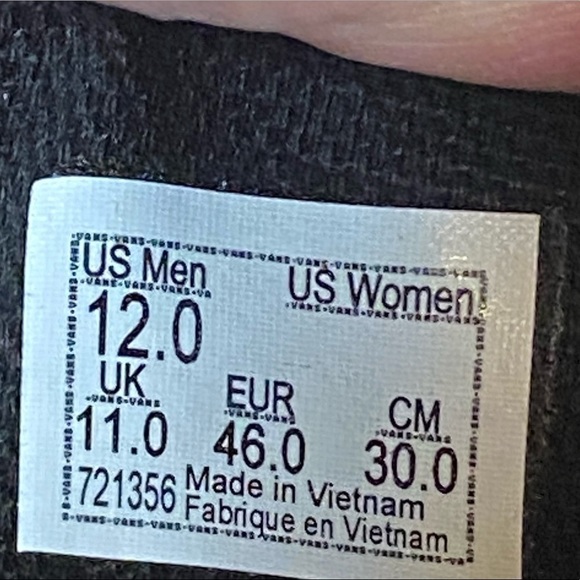 US Men US Women
12.0
UK EUR CM
11.0 46.0 30.0
721356 Made in Vietnam
Fabrique en Vietnam